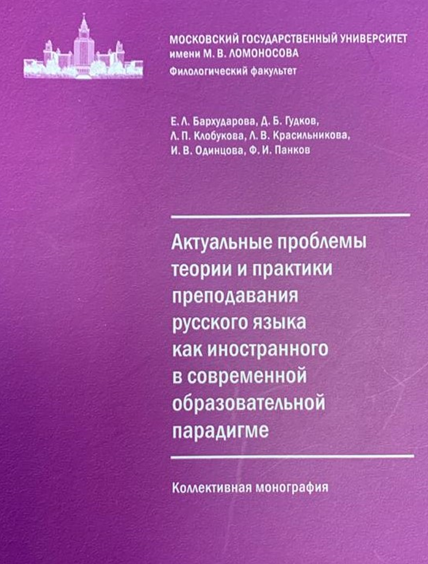 МОСКОВСКИЙ ГОСУДАРСТВЕННЫЙ УНИВЕРСИТЕТ
имени М. В. ЛОМОНОСОВА
Филологический факультет
Е. Л. Бархударова, Д. Б. Гудков,
Л. П. Клобукова, Л. В. Красильникова,
И. В. Одинцова, Ф. И. Панков
Актуальные проблемы
теории и практики
преподавания
русского языка
как иностранного
в современной
образовательной
парадигме
Коллективная монография